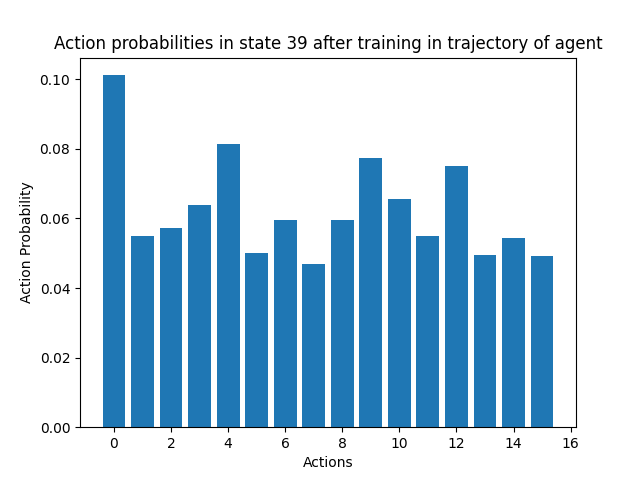 Action probabilities in state 39 after training in trajectory of agent
0.10
0.08
0.06
0.04
0.02
0.00
Action Probability
0 2 4 6 8 10 12 14 16
Actions